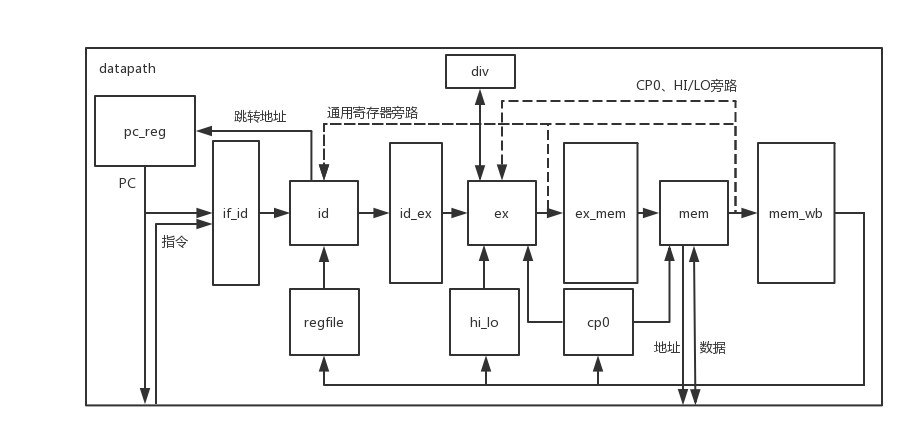 datapath
div
CP0、HI/LO旁路
通用寄存器旁路
跳转地址
pc_reg
PC
if_id
id
id_ex
ex
ex_mem
mem
mem_wb
指令
regfile
hi_lo
cp0
地址
数据